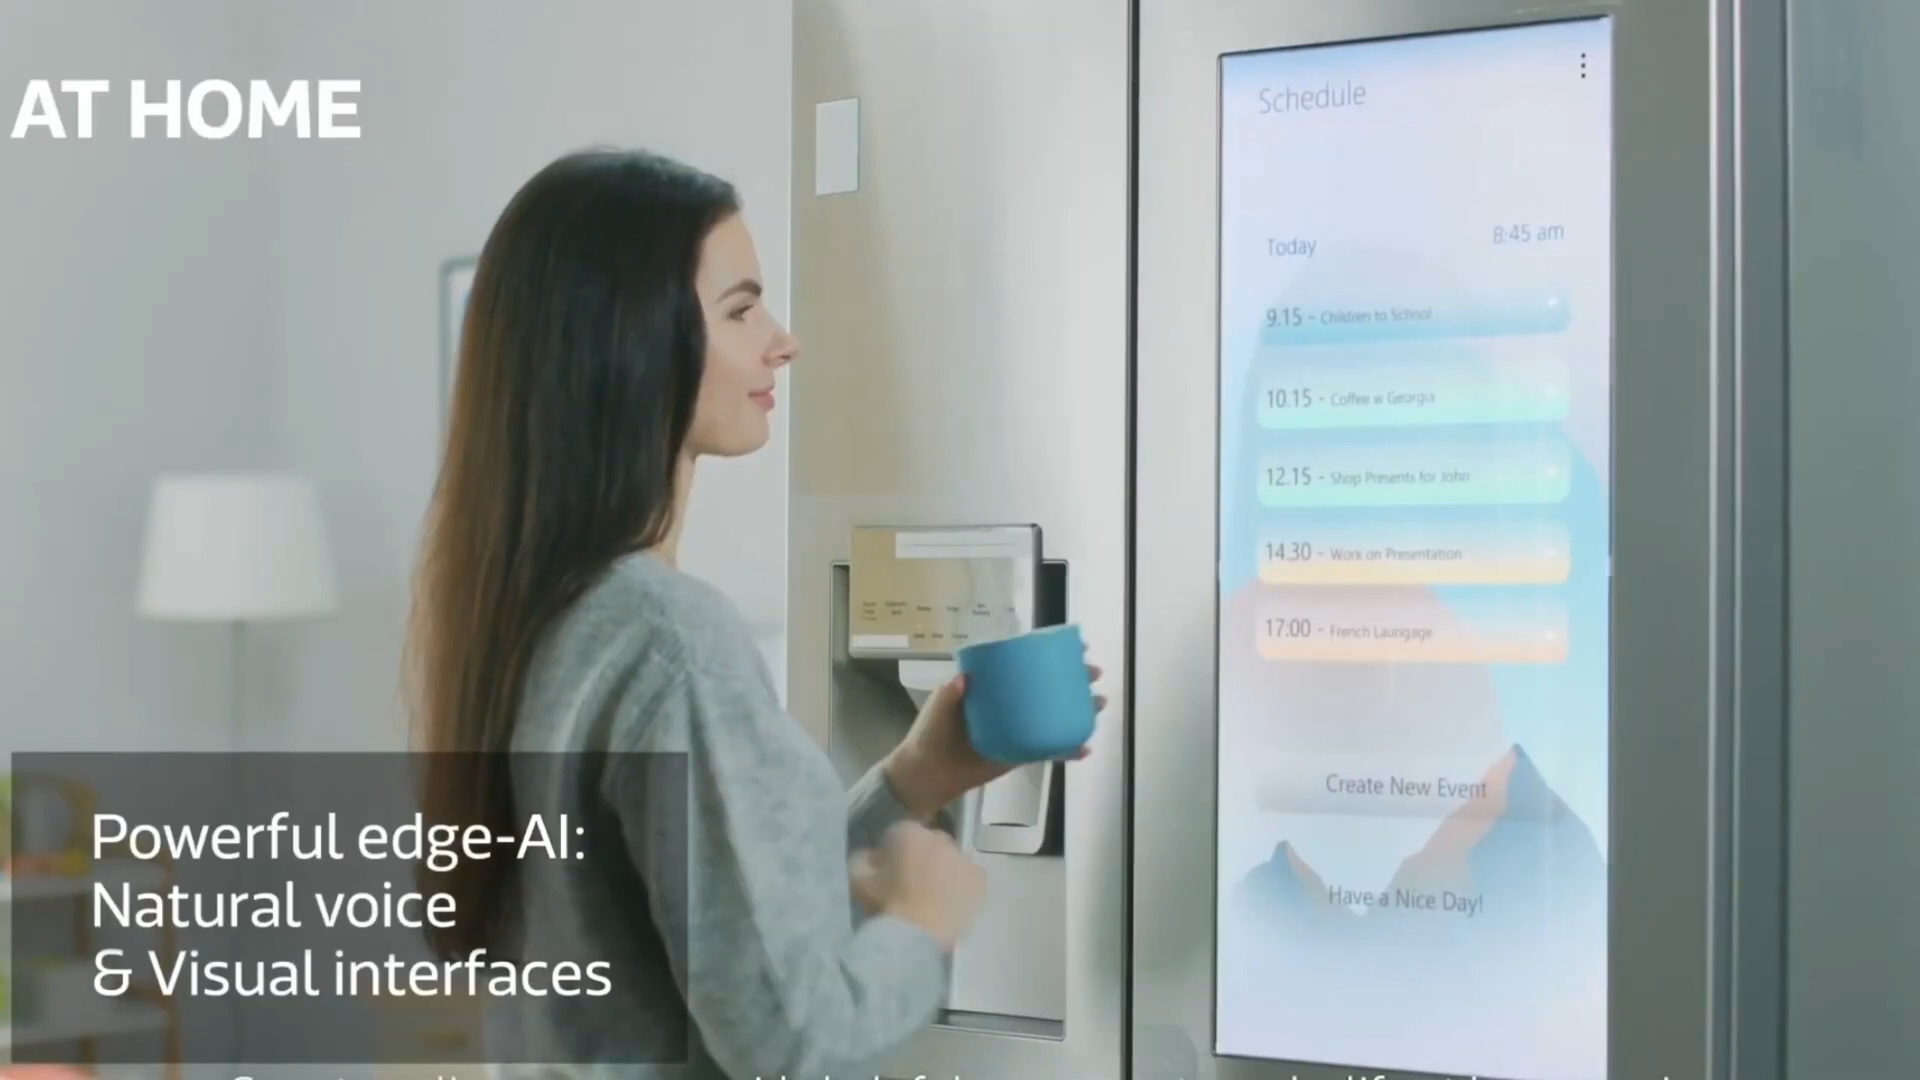 AT HOME
Schedule
Today
8:45 am
9.15 - Children to School
10.15 - Coffee w Georgia
12.15 - Shop Presents for John
14.30 - Work on Presentation
17:00 - French Laungage
Create New Event
Have a Nice Day!
Powerful edge-AI:
Natural voice
& Visual interfaces